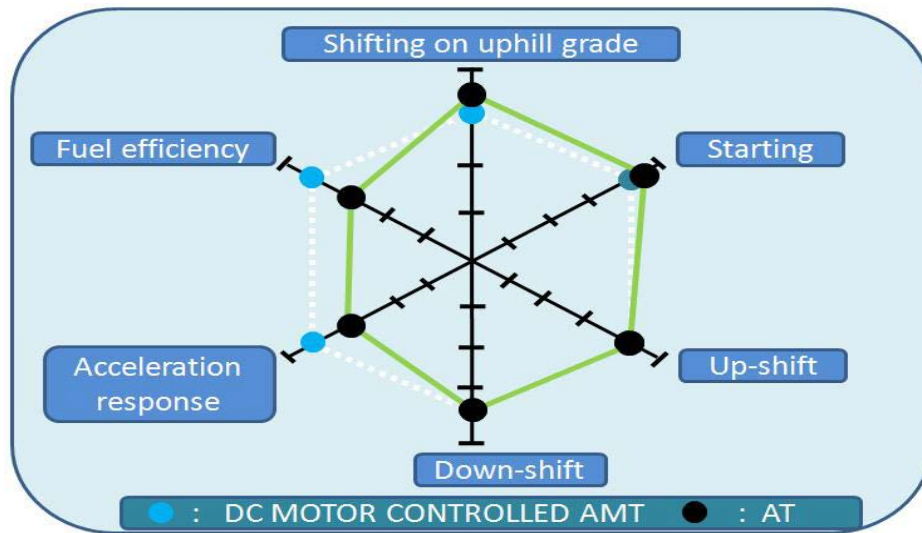 Shifting on uphill grade
Fuel efficiency
Starting
Acceleration
response
Up-shift
Down-shift
: DC MOTOR CONTROLLED AMT : AT